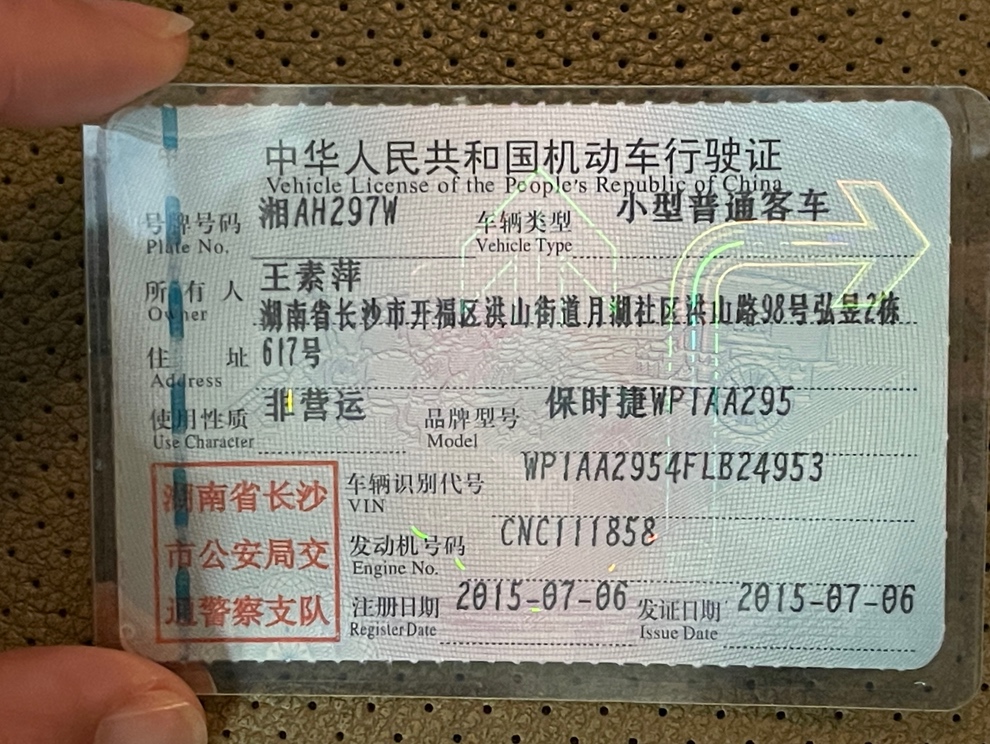 中华人民共和国机动车行驶证
Vehicle License of the People's Republic of China
号牌号码 湘AH297W 车辆类型 小型普通客车
Plate No. Vehicle Type
所有人 王素萍
Owner
湖南省长沙市开福区洪山街道月湖社区洪山路98号弘昱2栋
住址 617号
Address
使用性质 非营运 品牌型号 保时捷WP1AA295
Use Character Model
湖南省长沙 车辆识别代号 WP1AA2954FLB24953
VIN
市公安局交 发动机号码 CNC111858
Engine No.
通警察支队 注册日期 2015-07-06 发证日期 2015-07-06
Register Date Issue Date